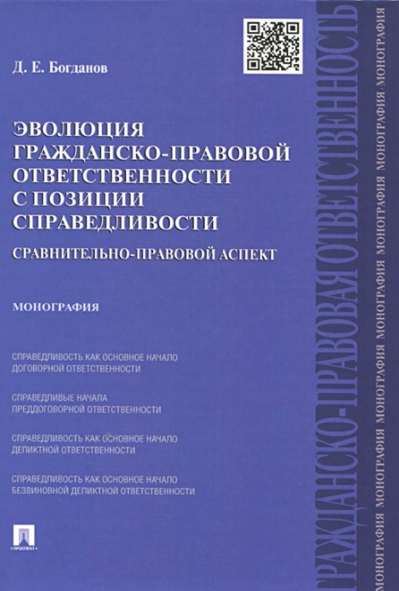 Д. Е. Богданов
ЭВОЛЮЦИЯ
ГРАЖДАНСКО-ПРАВОВОЙ
ОТВЕТСТВЕННОСТИ
С ПОЗИЦИИ
СПРАВЕДЛИВОСТИ
СРАВНИТЕЛЬНО-ПРАВОВОЙ АСПЕКТ
МОНОГРАФИЯ
СПРАВЕДЛИВОСТЬ КАК ОСНОВНОЕ НАЧАЛО
ДОГОВОРНОЙ ОТВЕТСТВЕННОСТИ
СПРАВЕДЛИВЫЕ НАЧАЛА
ПРЕДДОГОВОРНОЙ ОТВЕТСТВЕННОСТИ
СПРАВЕДЛИВОСТЬ КАК ОСНОВНОЕ НАЧАЛО
ДЕЛИКТНОЙ ОТВЕТСТВЕННОСТИ
СПРАВЕДЛИВОСТЬ КАК ОСНОВНОЕ НАЧАЛО
БЕЗВИНОВНОЙ ДЕЛИКТНОЙ ОТВЕТСТВЕННОСТИ
ПРОСПЕКТ
ГРАЖДАНСКО-ПРАВОВАЯ ОТВЕТСТВЕННОСТЬ
МОНОГРАФИЯ МОНОГРАФИЯ МОНОГРАФИЯ МОНОГРАФИЯ МОНОГРАФИЯ МОНОГРАФИЯ МОНОГРАФИЯ